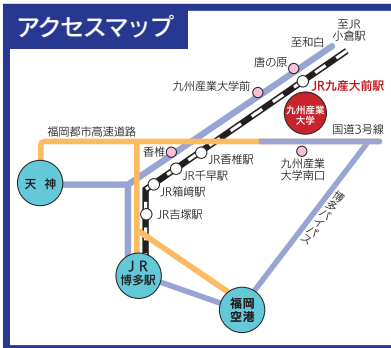 アクセスマップ
至JR
小倉駅
至和白
唐の原
JR九産大前駅
九州産業大学前
九州産業
大学
福岡都市高速道路
国道3号線
香椎
JR香椎駅
九州産業
大学南口
JR千早駅
天神
JR箱崎駅
JR吉塚駅
博多バイパス
JR
博多駅
福岡
空港